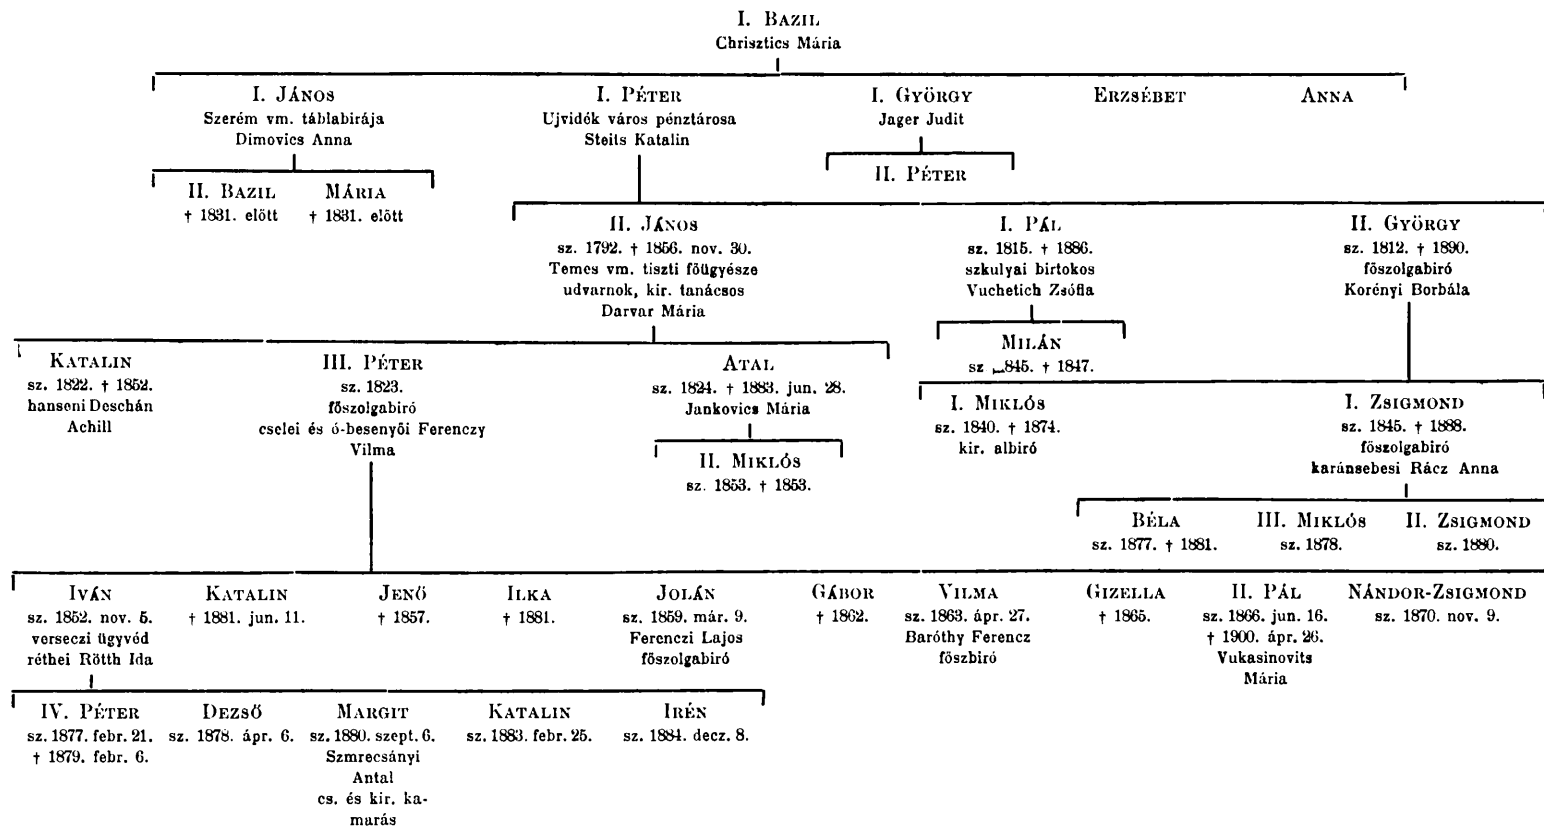 I. BAZIL
Chrisztics Mária
I. JÁNOS
Szerém vm. táblabirája
Dimovics Anna
I. PÉTER
Ujvidék város pénztárosa
Steits Katalin
I. GYÖRGY
Jager Judit
ERZSÉBET
ANNA
II. BAZIL
† 1831. előtt
MÁRIA
† 1831. előtt
II. PÉTER
II. JÁNOS
sz. 1792. † 1856. nov. 30.
Temes vm. tiszti főügyésze
udvarnok, kir. tanácsos
Darvar Mária
I. PÁL
sz. 1815. † 1886.
szkulyai birtokos
Vuchetich Zsófia
II. GYÖRGY
sz. 1812. † 1890.
főszolgabiró
Korényi Borbála
MILÁN
sz 845. † 1847.
KATALIN
sz. 1822. † 1852.
hansoni Deschán
Achill
III. PÉTER
sz. 1823.
főszolgabiró
cselei és ó-besenyői Ferenczy
Vilma
ATAL
sz. 1824. † 1883. jun. 28.
Jankovics Mária
I. MIKLÓS
sz. 1840. † 1874.
kir. albiró
I. ZSIGMOND
sz. 1845. † 1888.
főszolgabiró
karánsebesi Rácz Anna
II. MIKLÓS
sz. 1853. † 1853.
BÉLA
sz. 1877. † 1881.
III. MIKLÓS
sz. 1878.
II. ZSIGMOND
sz. 1880.
IVÁN
sz. 1852. nov. 5.
verseczi ügyvéd
réthei Rötth Ida
KATALIN
† 1881. jun. 11.
JENŐ
† 1857.
ILKA
† 1881.
JOLÁN
sz. 1859. már. 9.
Ferenczi Lajos
főszolgabiró
GÁBOR
† 1862.
VILMA
sz. 1863. ápr. 27.
Baróthy Ferencz
főszbiró
GIZELLA
† 1865.
II. PÁL
sz. 1866. jun. 16.
† 1900. ápr. 26.
Vukasinovits
Mária
NÁNDOR-ZSIGMOND
sz. 1870. nov. 9.
IV. PÉTER
sz. 1877. febr. 21.
† 1879. febr. 6.
DEZSŐ
sz. 1878. ápr. 6.
MARGIT
sz. 1880. szept. 6.
Szmrecsányi
Antal
cs. és kir. ka-
marás
KATALIN
sz. 1883. febr. 25.
IRÉN
sz. 1884. decz. 8.